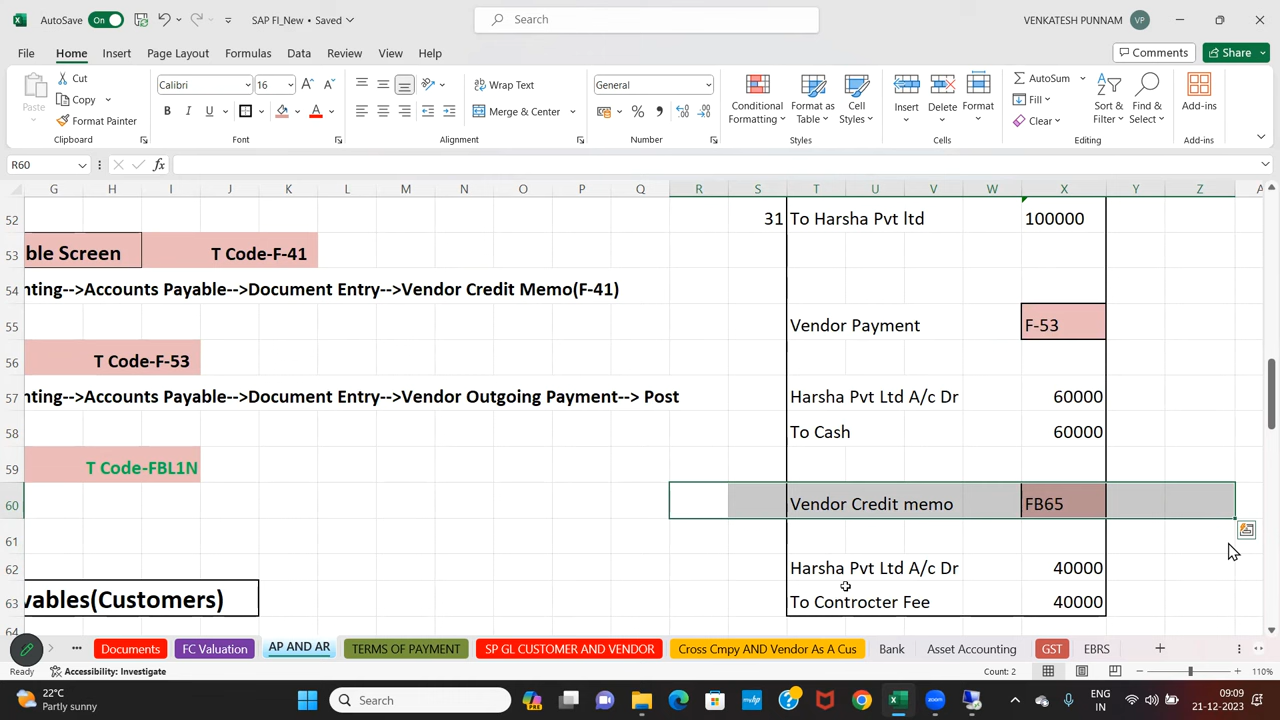 AutoSave On SAP FI_New • Saved Search VENKATESH PUNNAM VP
File Home Insert Page Layout Formulas Data Review View Help Comments Share
Paste Cut Copy Format Painter Clipboard
Calibri 16 A A B I U A Font
Wrap Text Merge & Center Alignment
General % Number
Conditional Formatting Format as Table Cell Styles Styles
Insert Delete Format Cells
AutoSum Fill Clear Sort & Filter Find & Select Editing
Add-ins Add-ins
R60 fx
G H I J K L M N O P Q R S T U V W X Y Z
52 31 To Harsha Pvt ltd 100000
53 ble Screen T Code-F-41
54 nting-->Accounts Payable-->Document Entry-->Vendor Credit Memo(F-41)
55 Vendor Payment F-53
56 T Code-F-53
57 nting-->Accounts Payable-->Document Entry-->Vendor Outgoing Payment--> Post Harsha Pvt Ltd A/c Dr 60000
58 To Cash 60000
59 T Code-FBL1N
60 Vendor Credit memo FB65
61
62 Harsha Pvt Ltd A/c Dr 40000
63 vables(Customers) To Controcter Fee 40000
64
Documents FC Valuation AP AND AR TERMS OF PAYMENT SP GL CUSTOMER AND VENDOR Cross Cmpy AND Vendor As A Cus Bank Asset Accounting GST EBRS
Ready Accessibility: Investigate Count: 2 110%
22°C Partly sunny Search ENG IN 09:09 21-12-2023